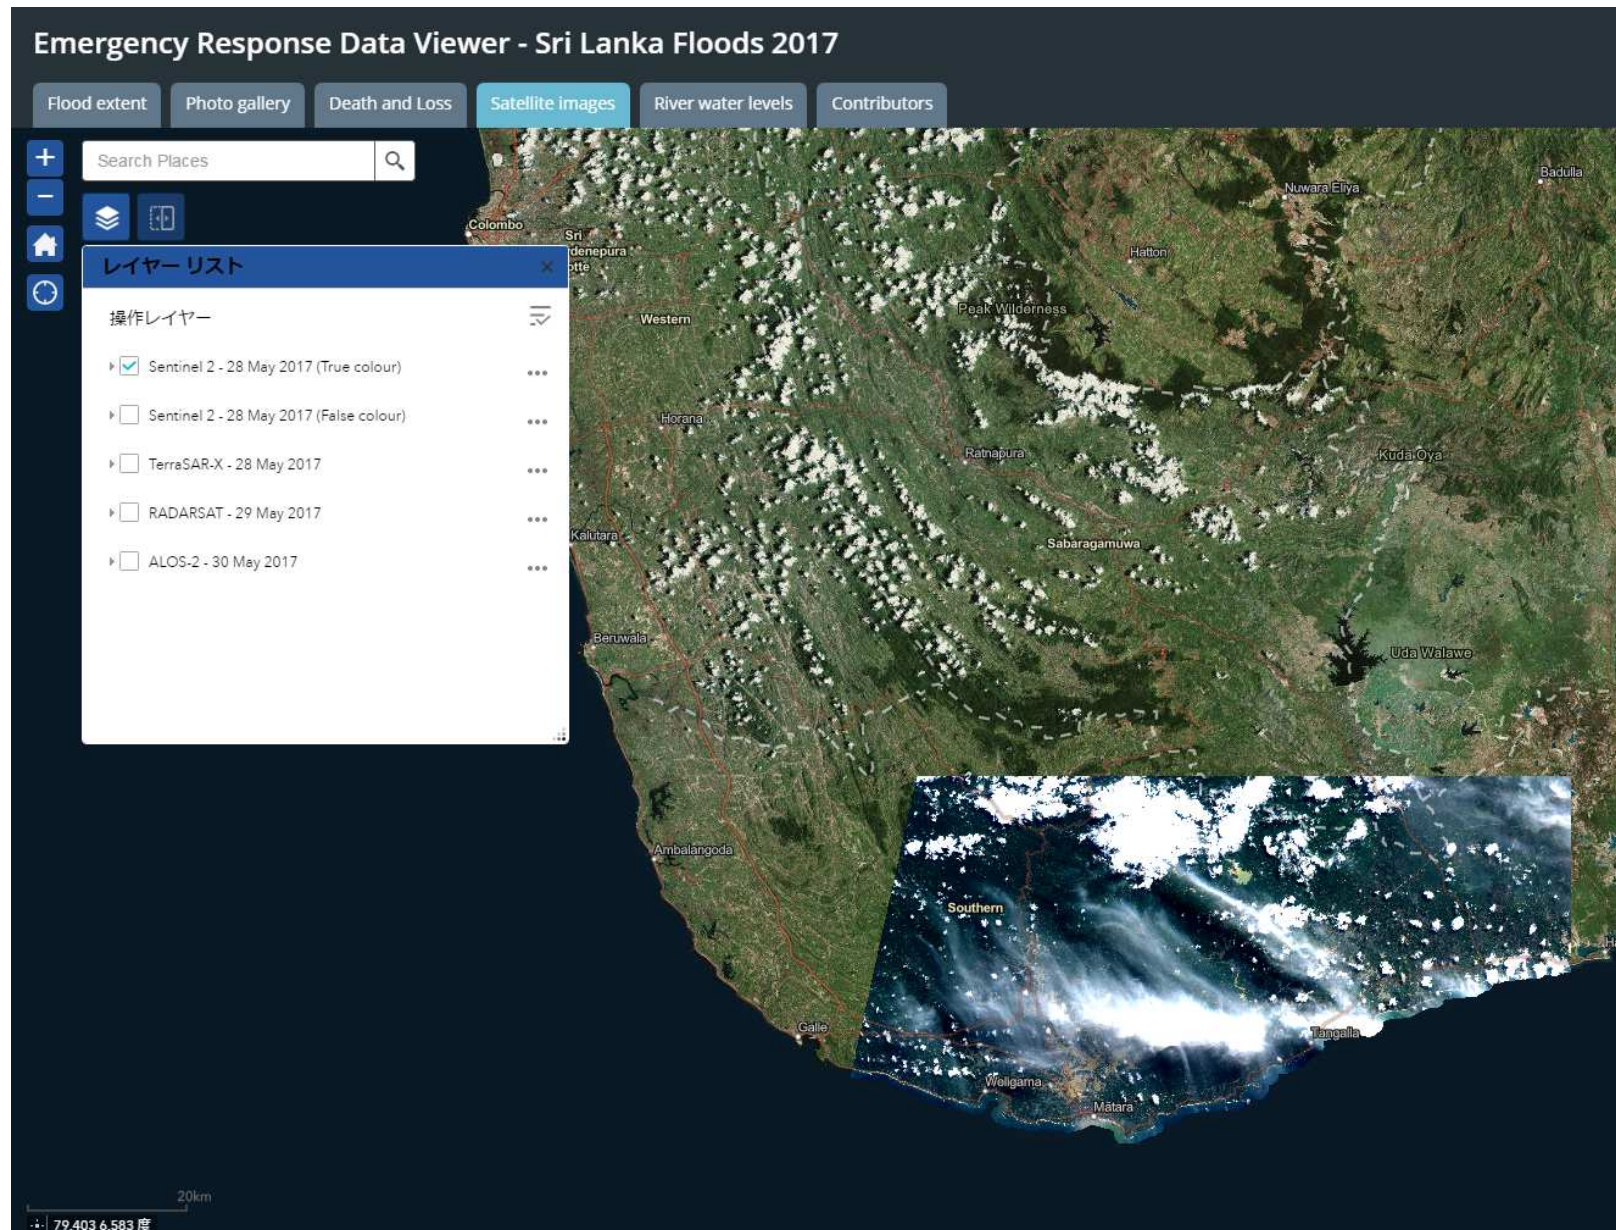 Emergency Response Data Viewer - Sri Lanka Floods 2017
Flood extent
Photo gallery
Death and Loss
Satellite images
River water levels
Contributors
Search Places
レイヤー リスト
操作レイヤー
Sentinel 2 - 28 May 2017 (True colour)
Sentinel 2 - 28 May 2017 (False colour)
TerraSAR-X - 28 May 2017
RADARSAT - 29 May 2017
ALOS-2 - 30 May 2017
Badulla
Nuwara Eliya
Colombo
Sri
Hatton
Peak Wilderness
Western
Horana
Ratnapura
Kuda Oya
Kalutara
Sabaragamuwa
Beruwala
Uda Walawe
Ambalangoda
Southern
Galle
Tangalla
Weligama
Mātara
20km
79.403 6.583 度